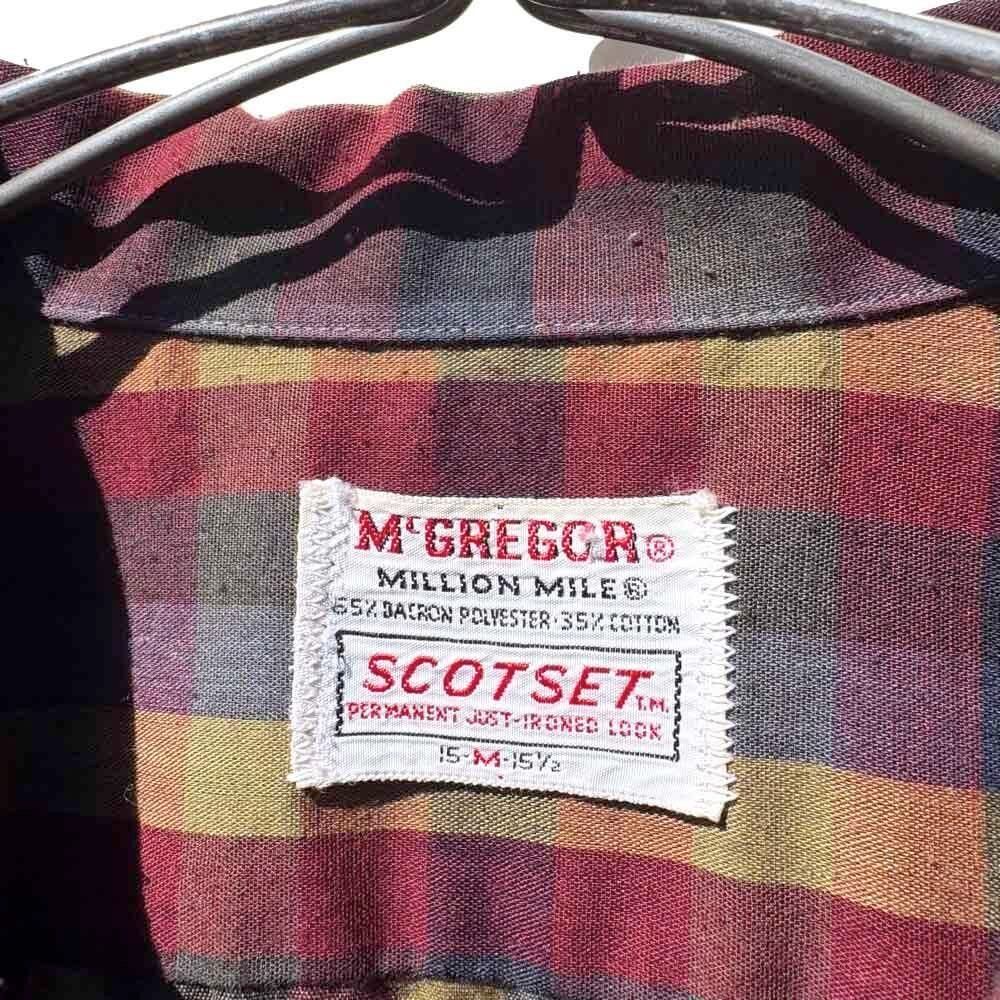 McGREGOR®
MILLION MILE®
65% DACRON POLYESTER·35% COTTON
SCOTSET T.M.
PERMANENT JUST-IRONED LOOK
15-M-15½